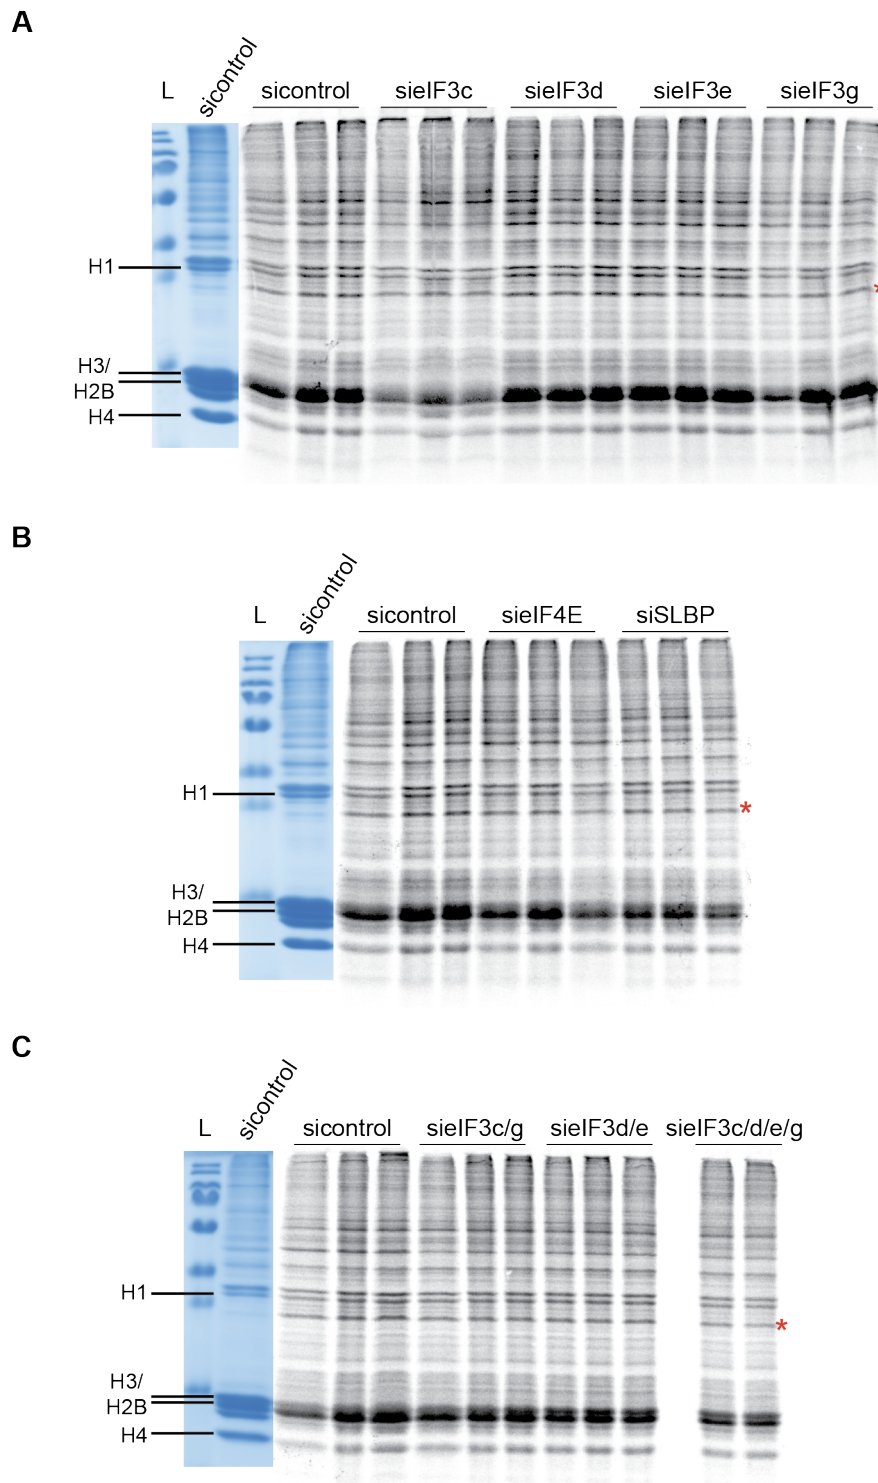 A
L sicontrol sicontrol sieIF3c sieIF3d sieIF3e sieIF3g
H1
*
H3/
H2B
H4
B
L sicontrol sicontrol sieIF4E siSLBP
H1
*
H3/
H2B
H4
C
L sicontrol sicontrol sieIF3c/g sieIF3d/e sieIF3c/d/e/g
H1
*
H3/
H2B
H4